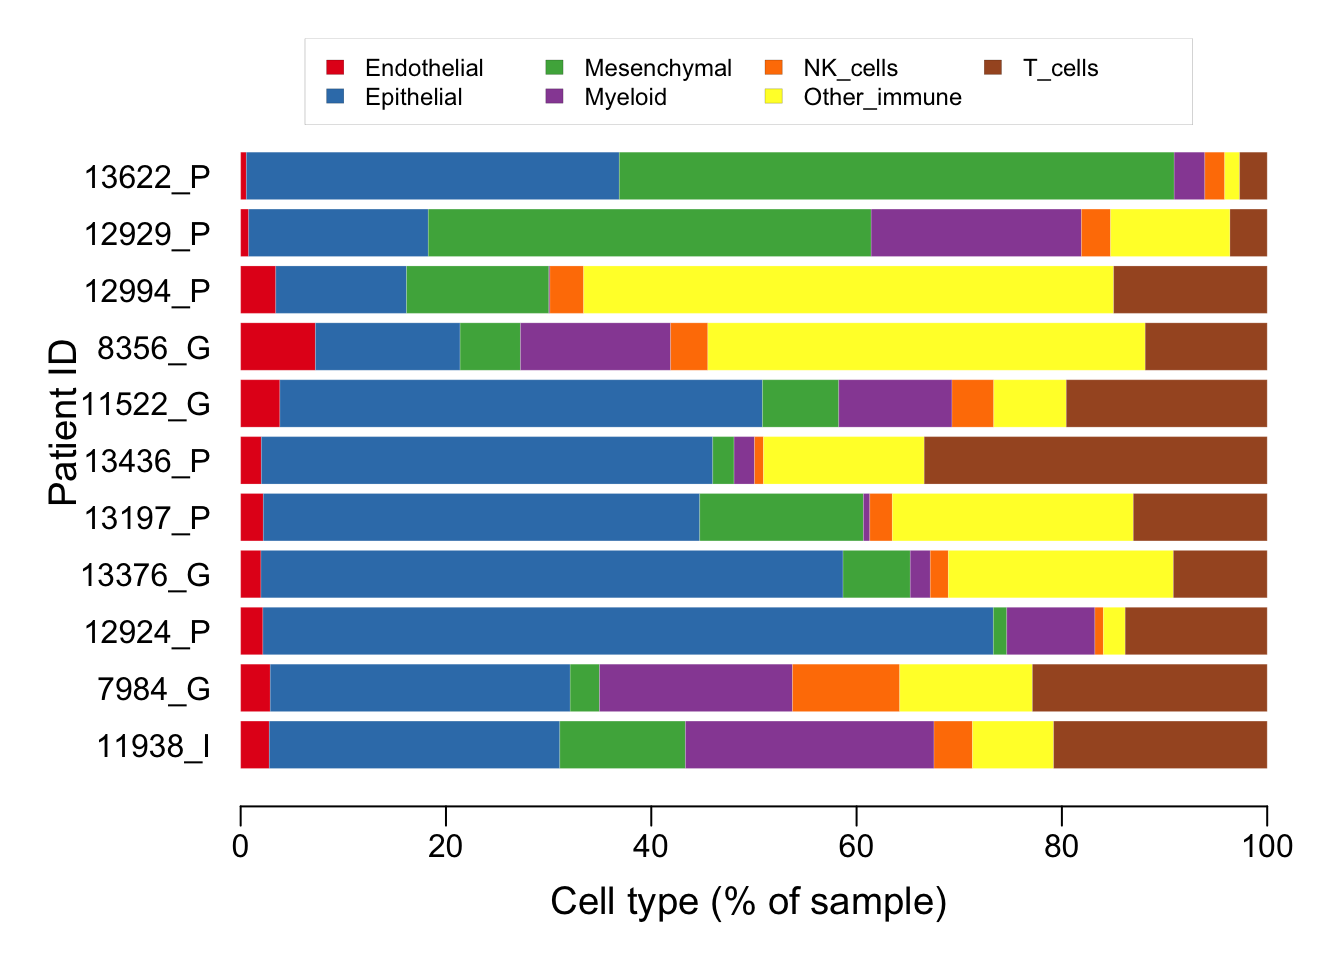 Endothelial
Mesenchymal
NK_cells
T_cells
Epithelial
Myeloid
Other_immune
13622_P
12929_P
12994_P
8356_G
11522_G
13436_P
13197_P
13376_G
12924_P
7984_G
11938_I
Patient ID
0 20 40 60 80 100
Cell type (% of sample)